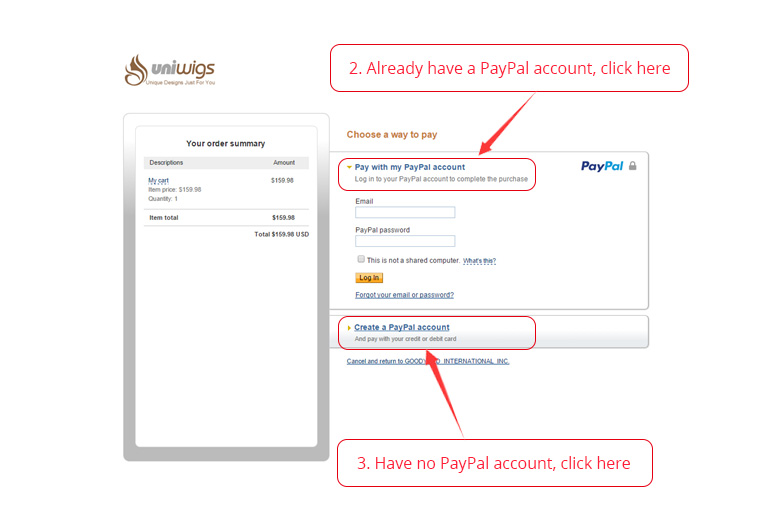 uniwigs
Unique Designs Just For You
2. Already have a PayPal account, click here
Your order summary
Descriptions Amount
My cart $159.98
Item price: $159.98
Quantity: 1
Item total $159.98
Total $159.98 USD
Choose a way to pay
Pay with my PayPal account
PayPal
Log in to your PayPal account to complete the purchase
Email
PayPal password
This is not a shared computer. What's this?
Log In
Forgot your email or password?
Create a PayPal account
And pay with your credit or debit card
Cancel and return to INTERNATIONAL INC.
3. Have no PayPal account, click here